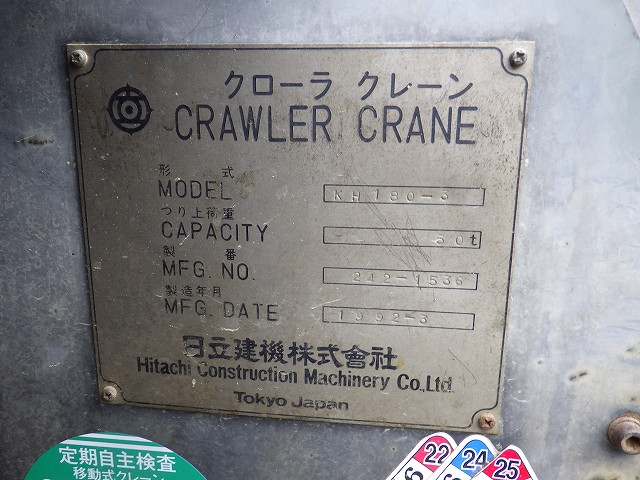 クローラ クレーン
CRAWLER CRANE
形 式
MODEL KH180-3
つり上荷重
CAPACITY 50t
製 番
MFG. NO. 242-1536
製造年月
MFG. DATE 1992-3
日立建機株式會社
Hitachi Construction Machinery Co.,Ltd.
Tokyo Japan
定期自主検査
移動式クレーン
22
24
25
6